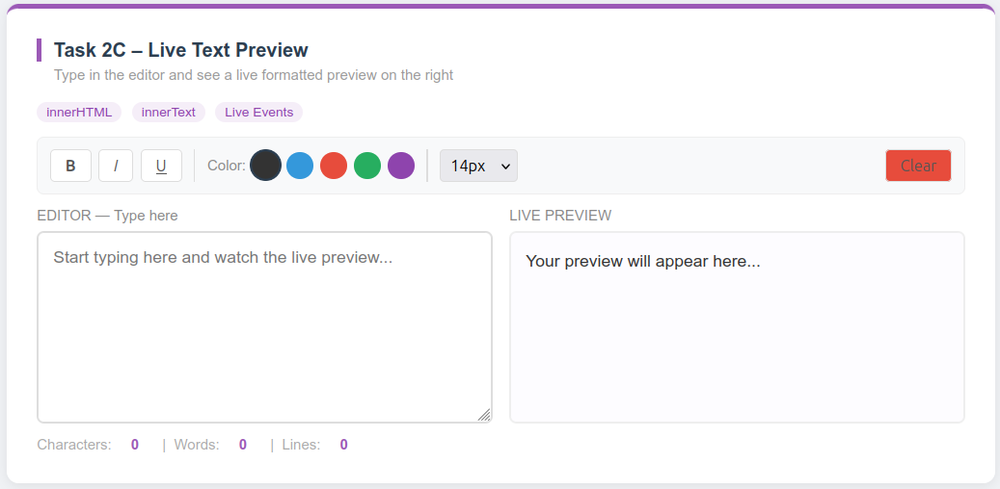 Task 2C – Live Text Preview
Type in the editor and see a live formatted preview on the right
innerHTML innerText Live Events
B I U Color: 14px Clear
EDITOR — Type here LIVE PREVIEW
Start typing here and watch the live preview...
Your preview will appear here...
Characters: 0 | Words: 0 | Lines: 0